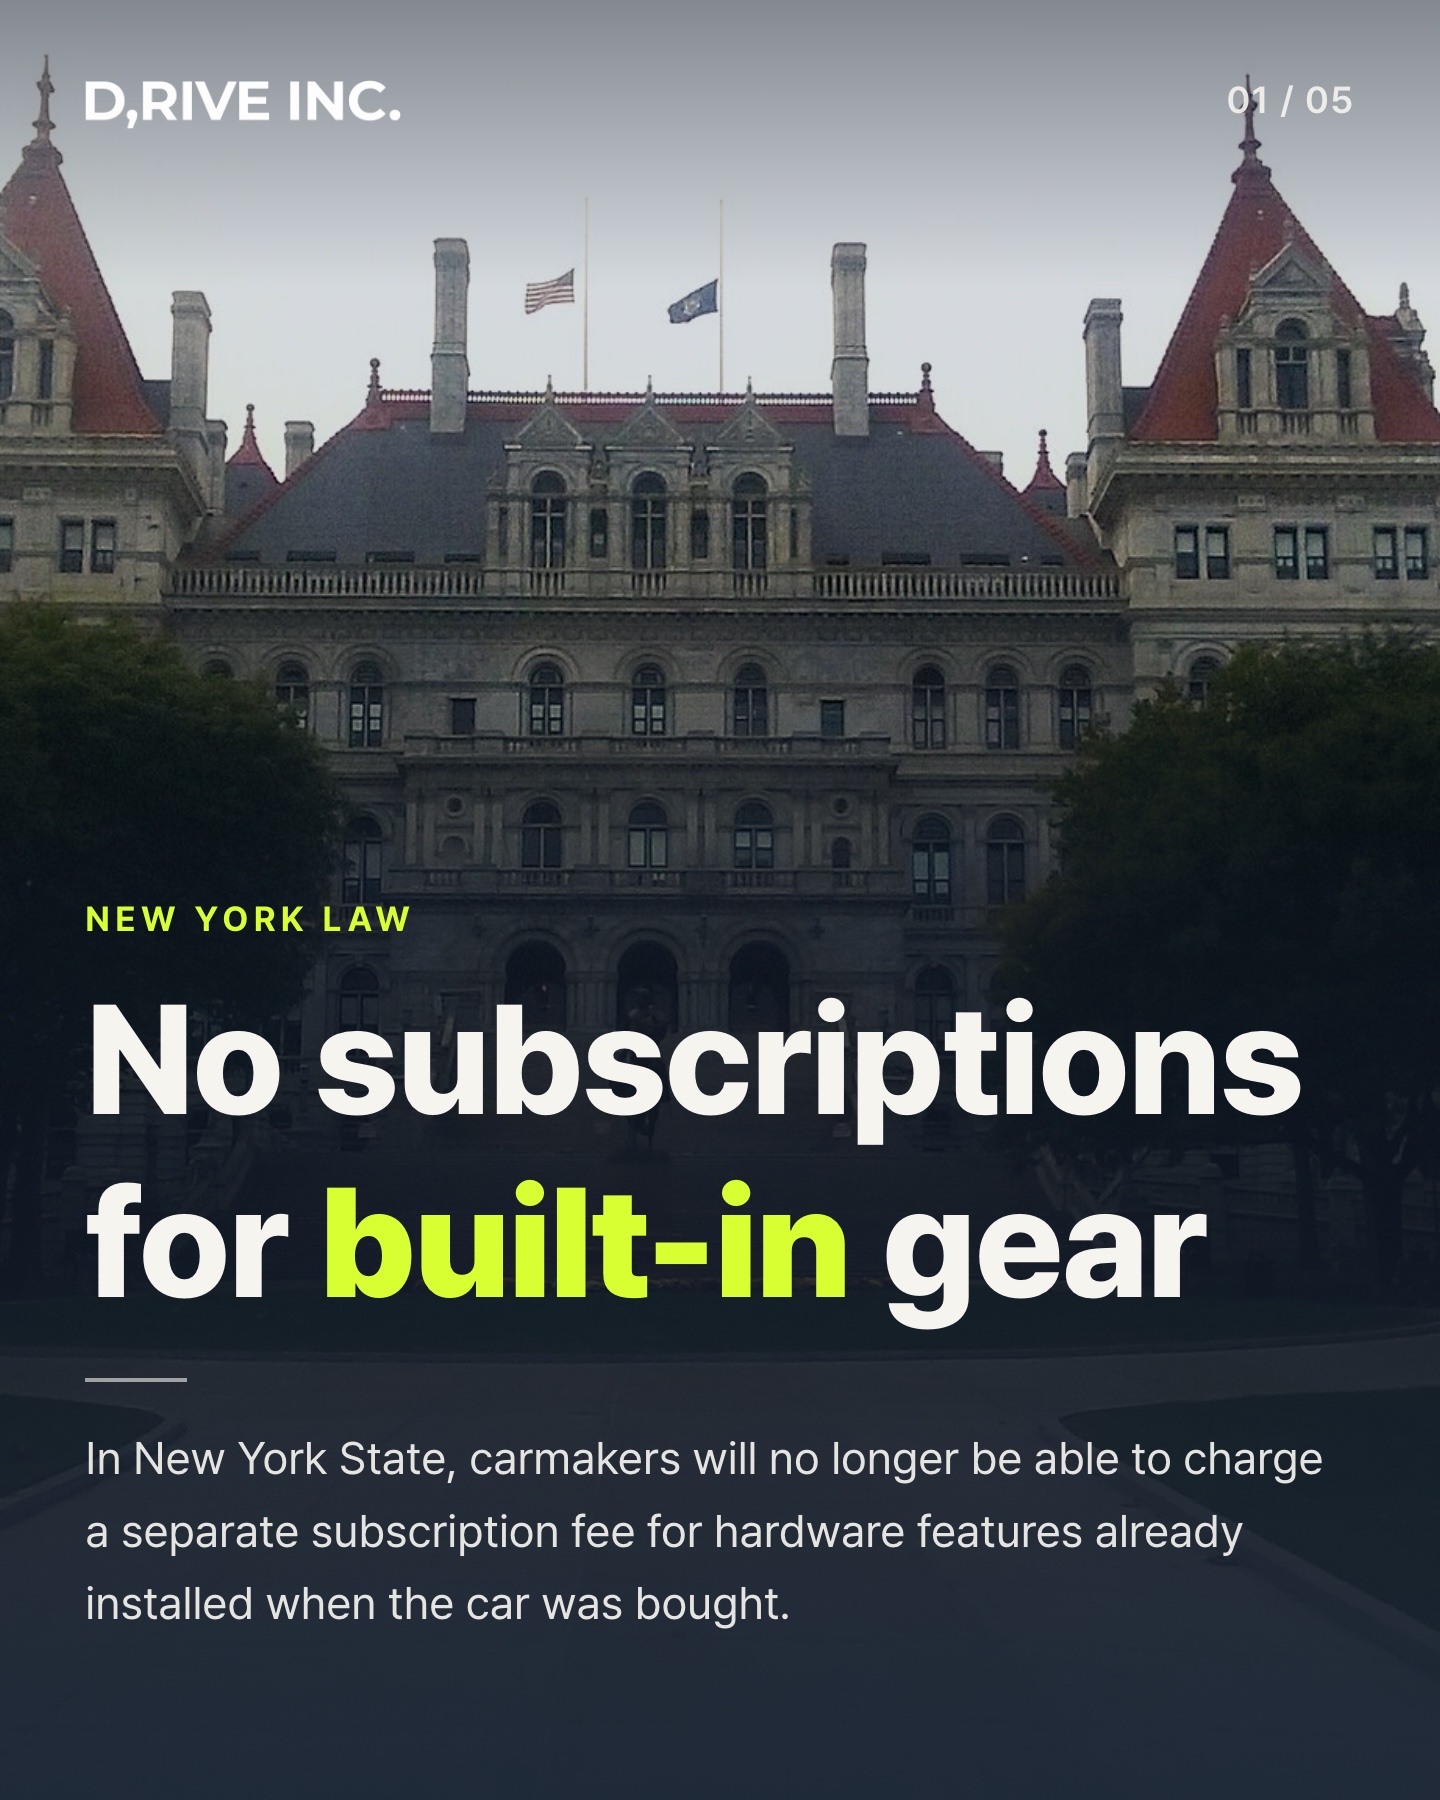 D,RIVE INC.
01 / 05
NEW YORK LAW
No subscriptions
for built-in gear
In New York State, carmakers will no longer be able to charge
a separate subscription fee for hardware features already
installed when the car was bought.